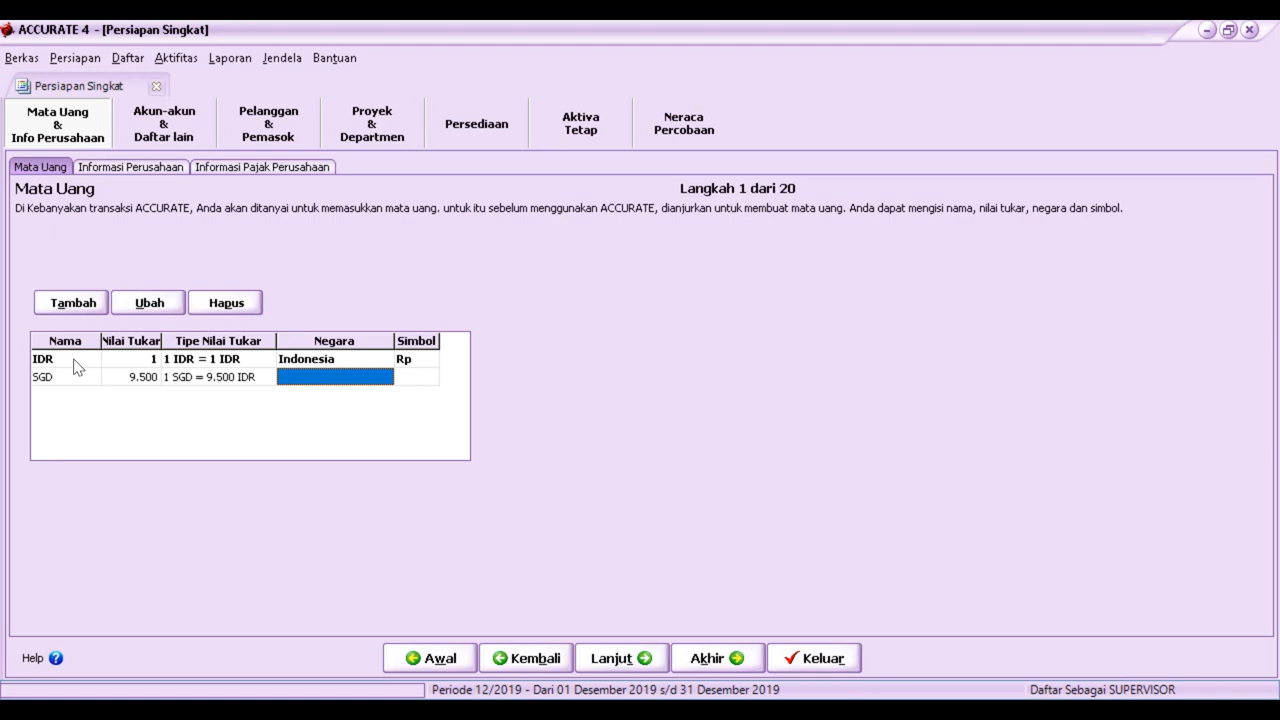 ACCURATE 4 - [Persiapan Singkat]
Berkas Persiapan Daftar Aktifitas Laporan Jendela Bantuan
Persiapan Singkat
Mata Uang
&
Info Perusahaan
Akun-akun
&
Daftar lain
Pelanggan
&
Pemasok
Proyek
&
Departmen
Persediaan
Aktiva
Tetap
Neraca
Percobaan
Mata Uang Informasi Perusahaan Informasi Pajak Perusahaan
Mata Uang Langkah 1 dari 20
Di Kebanyakan transaksi ACCURATE, Anda akan ditanyai untuk memasukkan mata uang. untuk itu sebelum menggunakan ACCURATE, dianjurkan untuk membuat mata uang. Anda dapat mengisi nama, nilai tukar, negara dan simbol.
Tambah Ubah Hapus
Nama Nilai Tukar Tipe Nilai Tukar Negara Simbol
IDR 1 1 IDR = 1 IDR Indonesia Rp
SGD 9.500 1 SGD = 9.500 IDR
Help Awal Kembali Lanjut Akhir Keluar
Periode 12/2019 - Dari 01 Desember 2019 s/d 31 Desember 2019 Daftar Sebagai SUPERVISOR